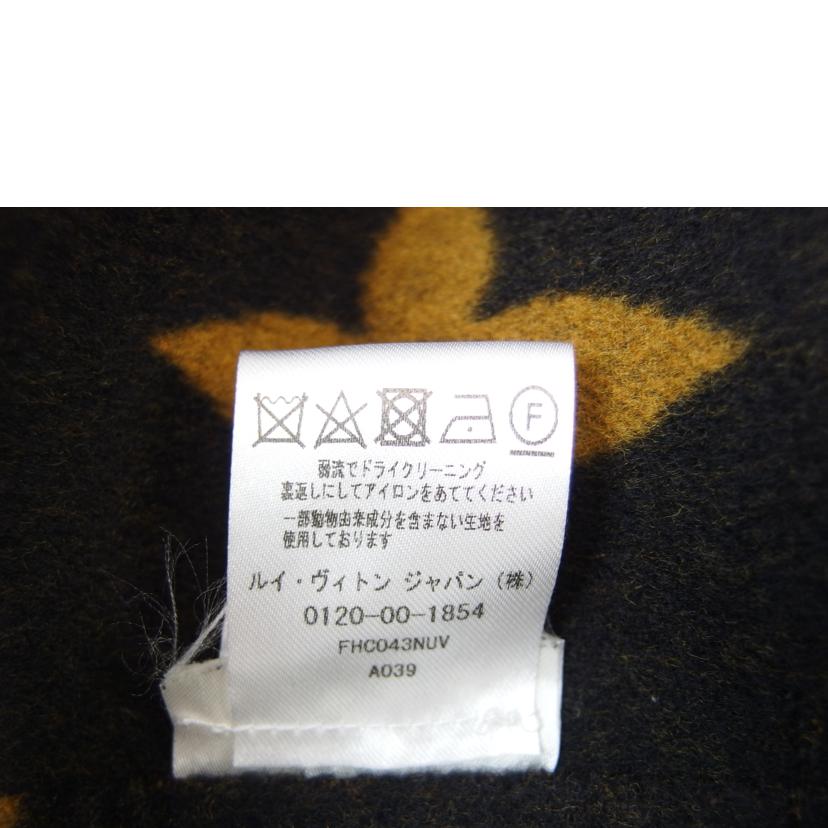 F
弱流でドライクリーニング
裏返しにしてアイロンをあててください
一部動物由来成分を含まない生地を
使用しております
ルイ・ヴィトン ジャパン（株）
0120-00-1854
FHC043NUV
A039